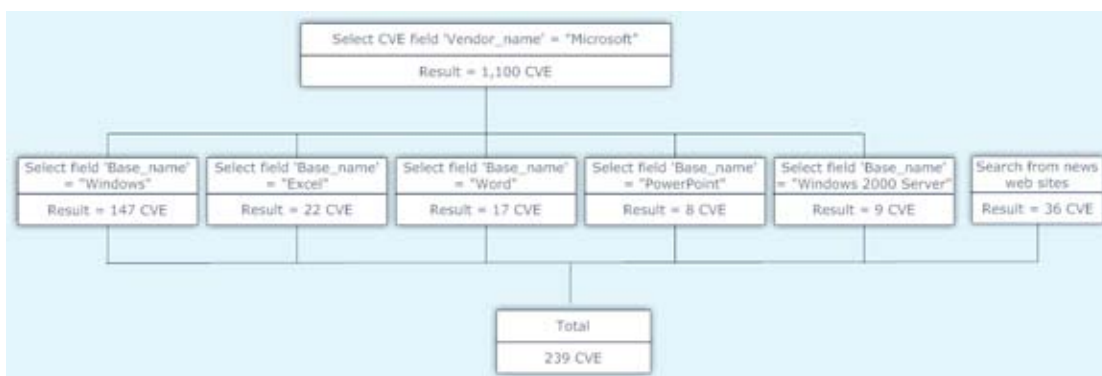 Select CVE field 'Vendor_name' = "Microsoft"
Result = 1,100 CVE
Select field 'Base_name'
= "Windows"
Result = 147 CVE
Select field 'Base_name'
= "Excel"
Result = 22 CVE
Select field 'Base_name'
= "Word"
Result = 17 CVE
Select field 'Base_name'
= "PowerPoint"
Result = 8 CVE
Select field 'Base_name'
= "Windows 2000 Server"
Result = 9 CVE
Search from news
web sites
Result = 36 CVE
Total
239 CVE